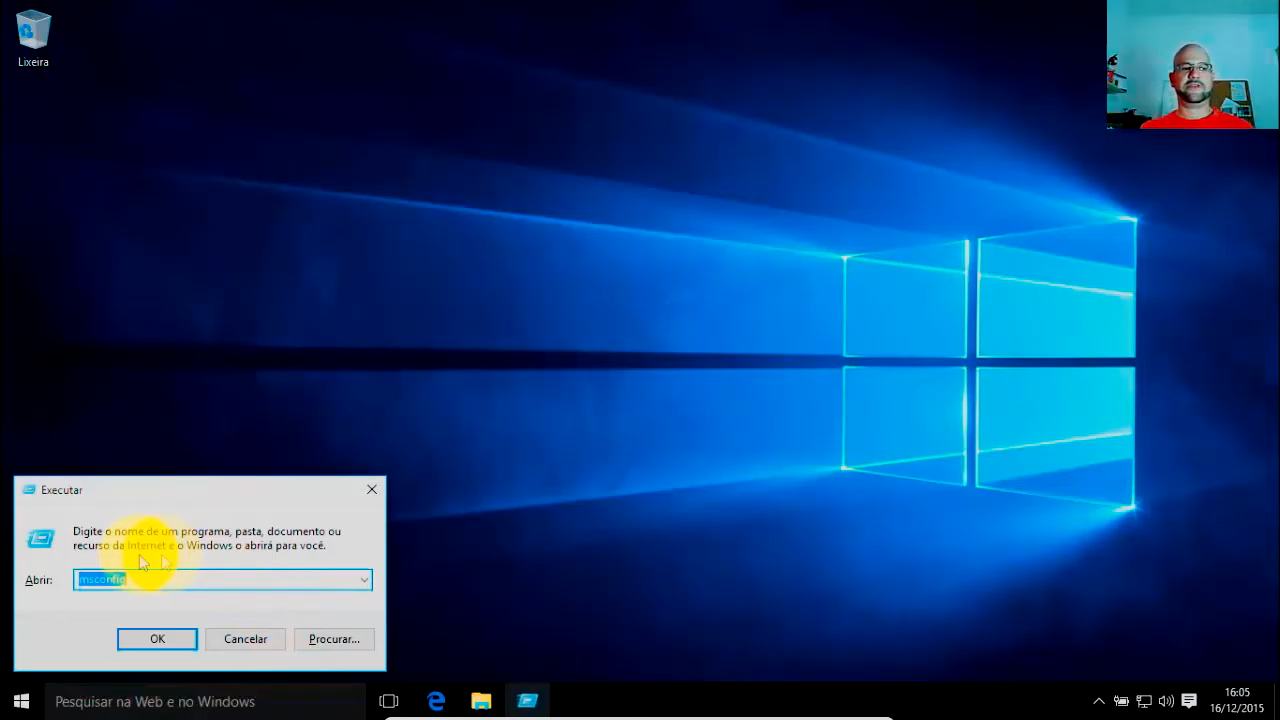 Lixeira
Executar
Digite o nome de um programa, pasta, documento ou
recurso da Internet e o Windows o abrirá para você.
Abrir:
msconfig
OK
Cancelar
Procurar...
Pesquisar na Web e no Windows
16:05
16/12/2015